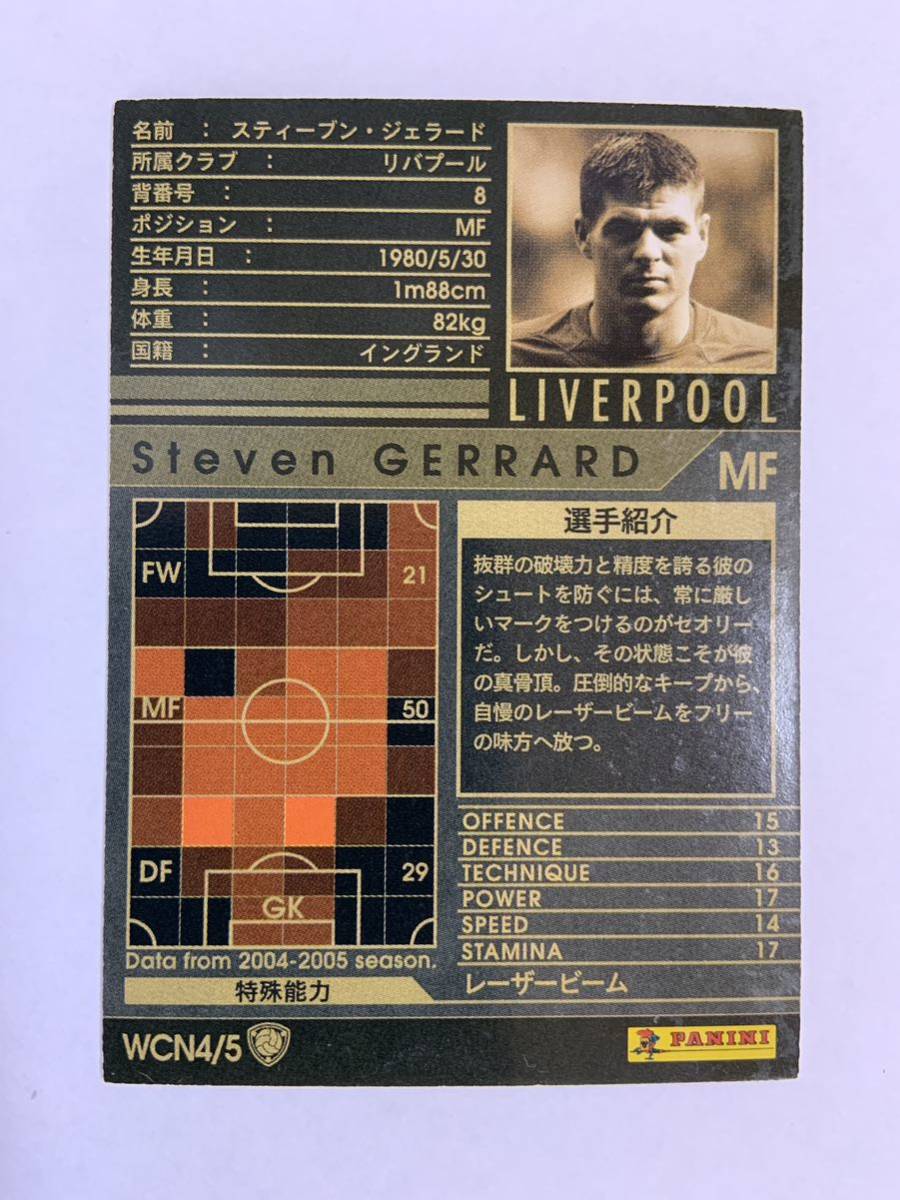 名前 : スティーブン・ジェラード
所属クラブ : リバプール
背番号 : 8
ポジション : MF
生年月日 : 1980/5/30
身長 : 1m88cm
体重 : 82kg
国籍 : イングランド
LIVERPOOL
Steven GERRARD
MF
FW 21
MF 50
DF 29
GK
Data from 2004-2005 season.
選手紹介
抜群の破壊力と精度を誇る彼の
シュートを防ぐには、常に厳し
いマークをつけるのがセオリー
だ。しかし、その状態こそが彼
の真骨頂。圧倒的なキープから、
自慢のレーザービームをフリー
の味方へ放つ。
OFFENCE 15
DEFENCE 13
TECHNIQUE 16
POWER 17
SPEED 14
STAMINA 17
特殊能力
レーザービーム
WCN4/5
PANINI